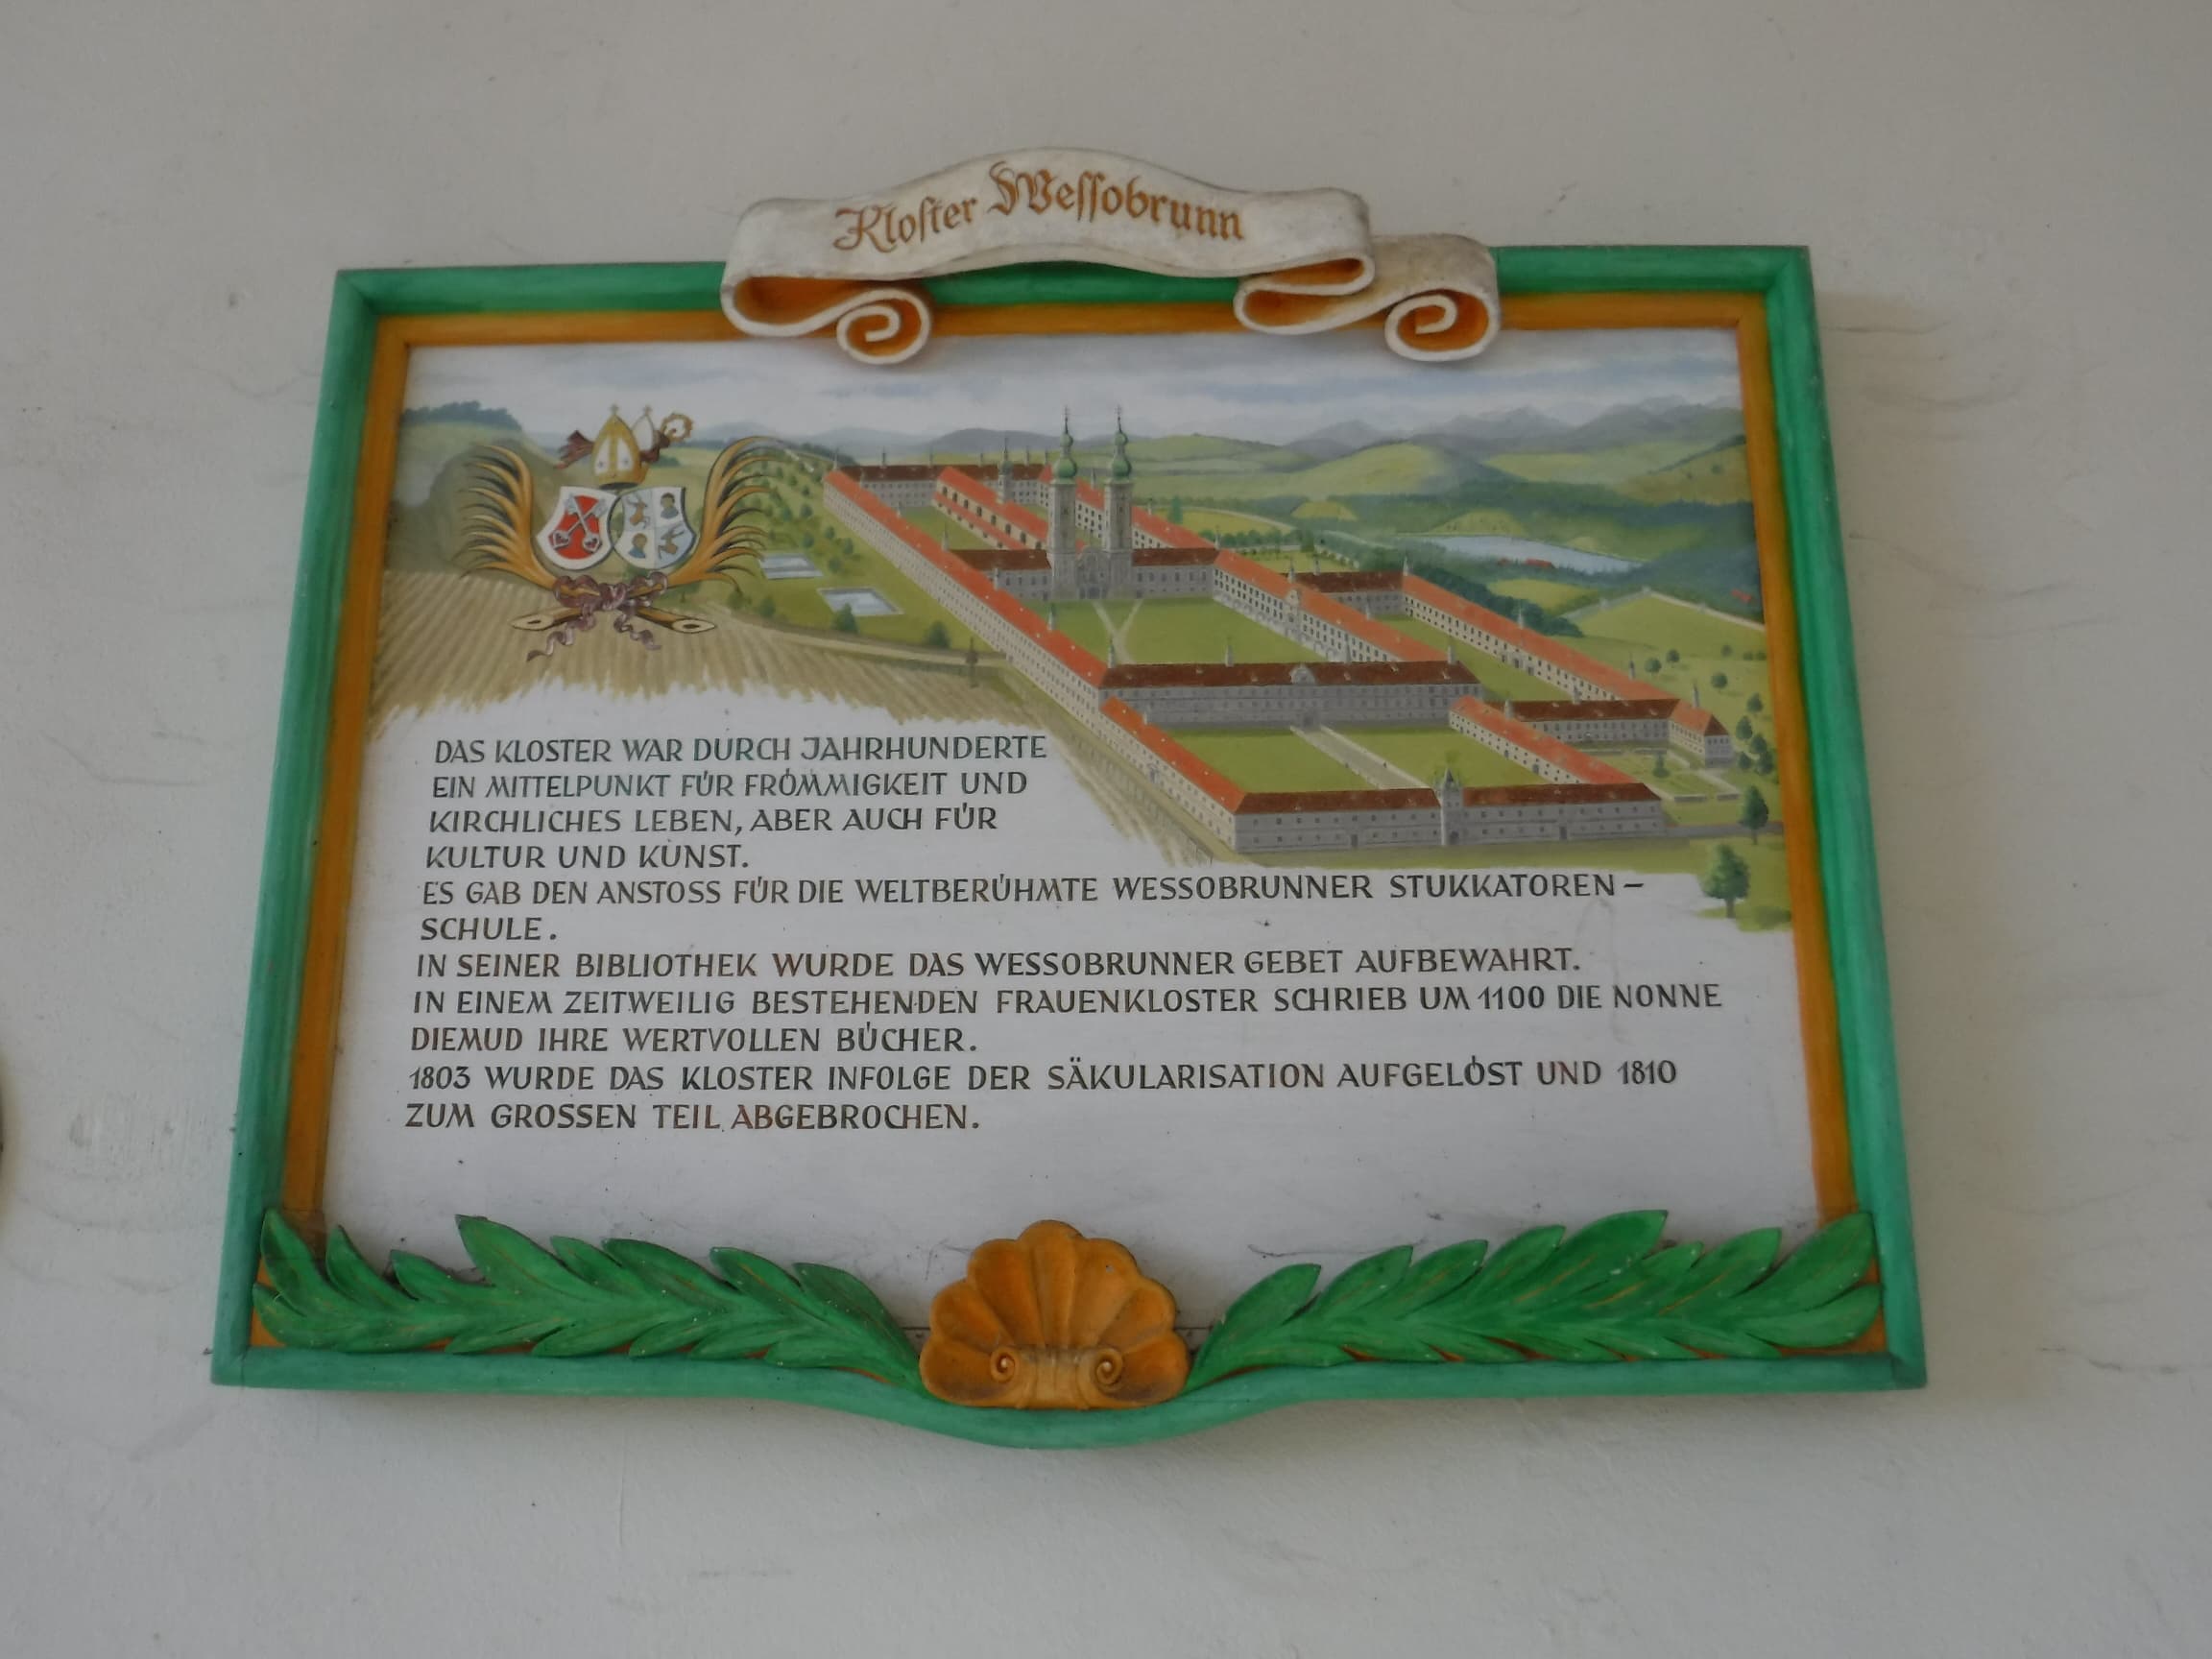 Kloster Wessobrunn
DAS KLOSTER WAR DURCH JAHRHUNDERTE
EIN MITTELPUNKT FÜR FRÖMMIGKEIT UND
KIRCHLICHES LEBEN, ABER AUCH FÜR
KULTUR UND KUNST.
ES GAB DEN ANSTOSS FÜR DIE WELTBERÜHMTE WESSOBRUNNER STUKKATOREN–
SCHULE.
IN SEINER BIBLIOTHEK WURDE DAS WESSOBRUNNER GEBET AUFBEWAHRT.
IN EINEM ZEITWEILIG BESTEHENDEN FRAUENKLOSTER SCHRIEB UM 1100 DIE NONNE
DIEMUD IHRE WERTVOLLEN BÜCHER.
1803 WURDE DAS KLOSTER INFOLGE DER SÄKULARISATION AUFGELÖST UND 1810
ZUM GROSSEN TEIL ABGEBROCHEN.